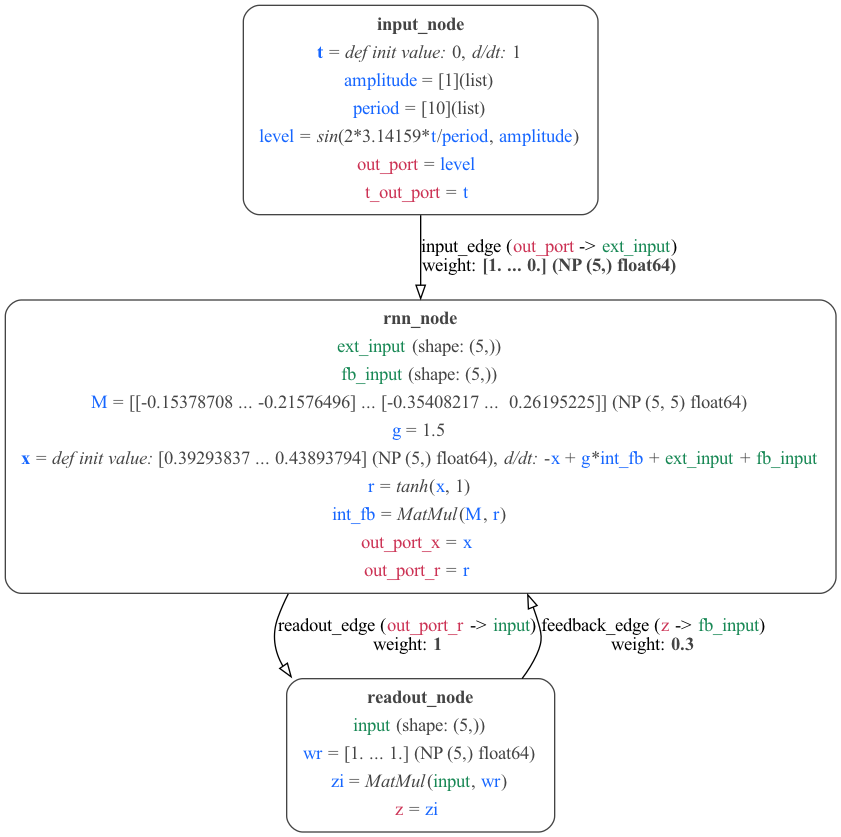 input_node
t = def init value: 0, d/dt: 1
amplitude = [1](list)
period = [10](list)
level = sin(2*3.14159*t/period, amplitude)
out_port = level
t_out_port = t
input_edge (out_port -> ext_input)
weight: [1. ... 0.] (NP (5,) float64)
rnn_node
ext_input (shape: (5,))
fb_input (shape: (5,))
M = [[-0.15378708 ... -0.21576496] ... [-0.35408217 ...  0.26195225]] (NP (5, 5) float64)
g = 1.5
x = def init value: [0.39293837 ... 0.43893794] (NP (5,) float64), d/dt: -x + g*int_fb + ext_input + fb_input
r = tanh(x, 1)
int_fb = MatMul(M, r)
out_port_x = x
out_port_r = r
readout_edge (out_port_r -> input)
weight: 1
feedback_edge (z -> fb_input)
weight: 0.3
readout_node
input (shape: (5,))
wr = [1. ... 1.] (NP (5,) float64)
zi = MatMul(input, wr)
z = zi